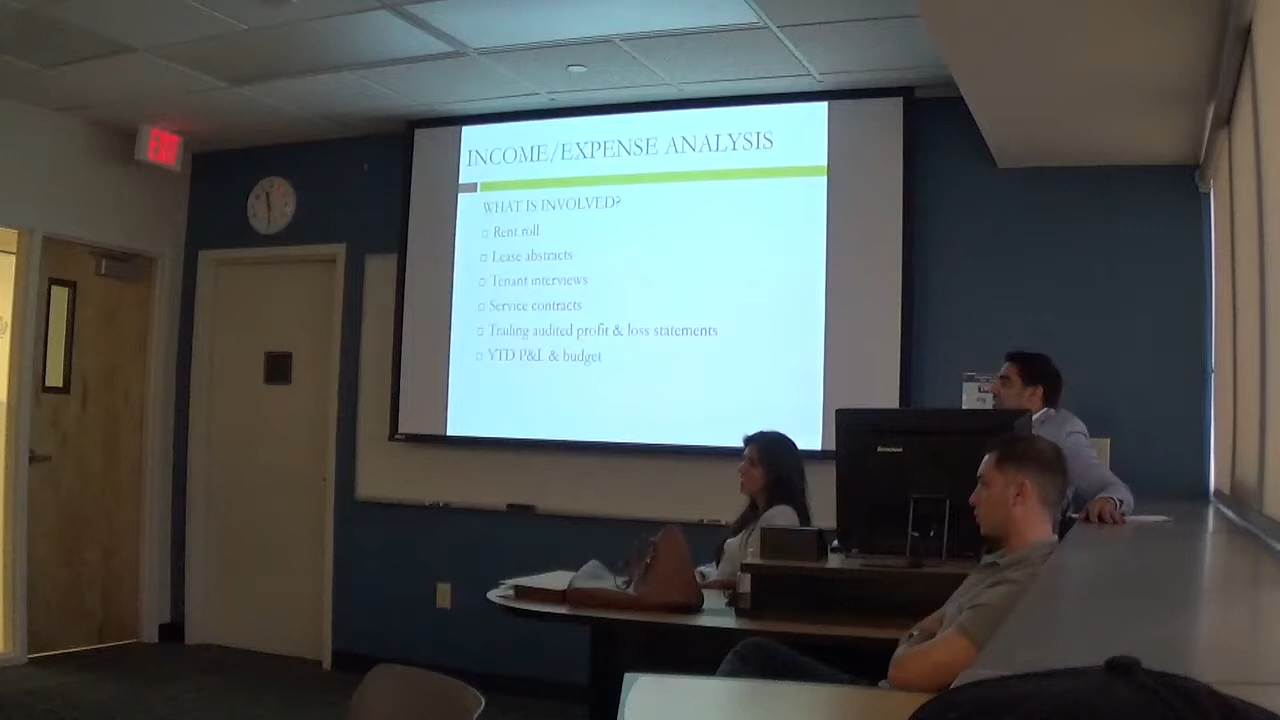 EXIT
INCOME/EXPENSE ANALYSIS
WHAT IS INVOLVED?
Rent roll
Lease abstracts
Tenant interviews
Service contracts
Trailing audited profit & loss statements
YTD P&L & budget
lenovo